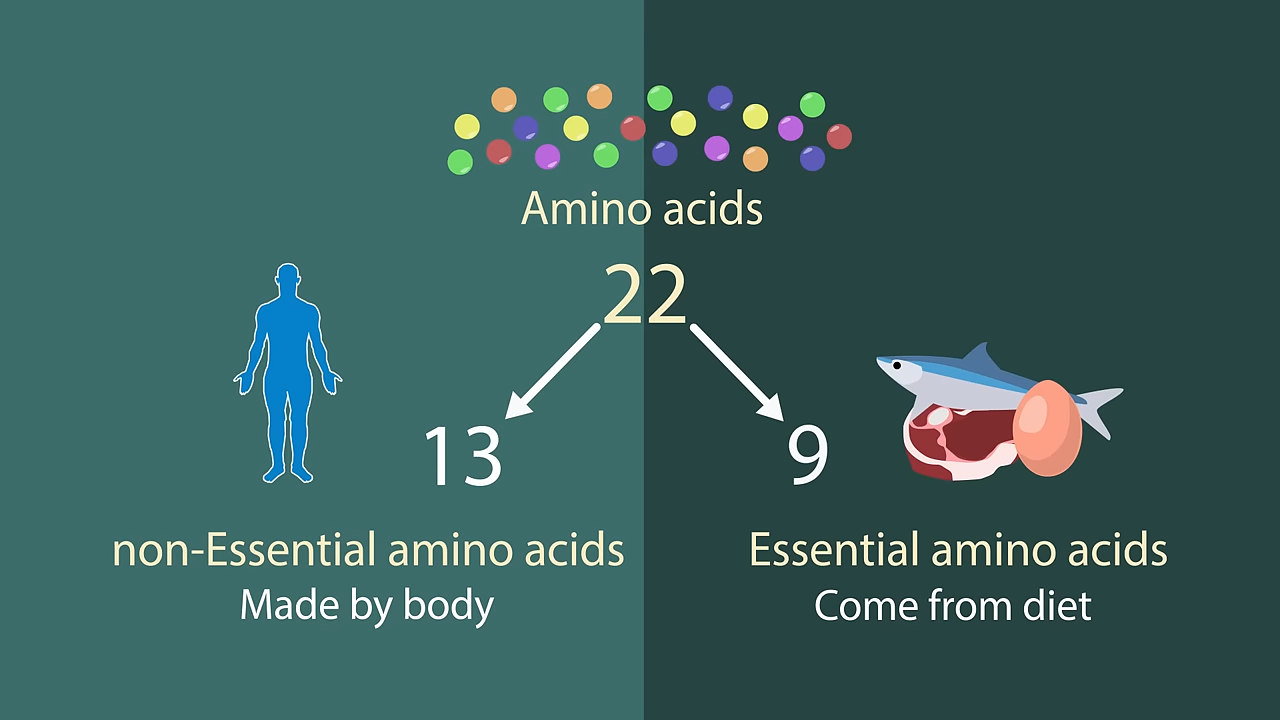 Amino acids
22
13
9
non-Essential amino acids
Made by body
Essential amino acids
Come from diet